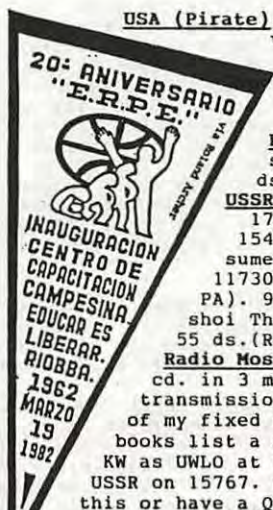 USA (Pirate)
20º ANIVERSARIO
"E.R.P.E."
via Roland Archer
INAUGURACION
CENTRO DE
CAPACITACION
CAMPESINA.
EDUCAR ES
LIBERAR.
RIOBBA.
1962
MARZO
19
1982
ds
USSR
17
154
sume
11730
PA). 9
shoi Th
55 ds.(R
Radio Mos
cd. in 3 m
transmissio
of my fixed
books list a
KW as UWLO at
USSR on 15767.
this or have a Q